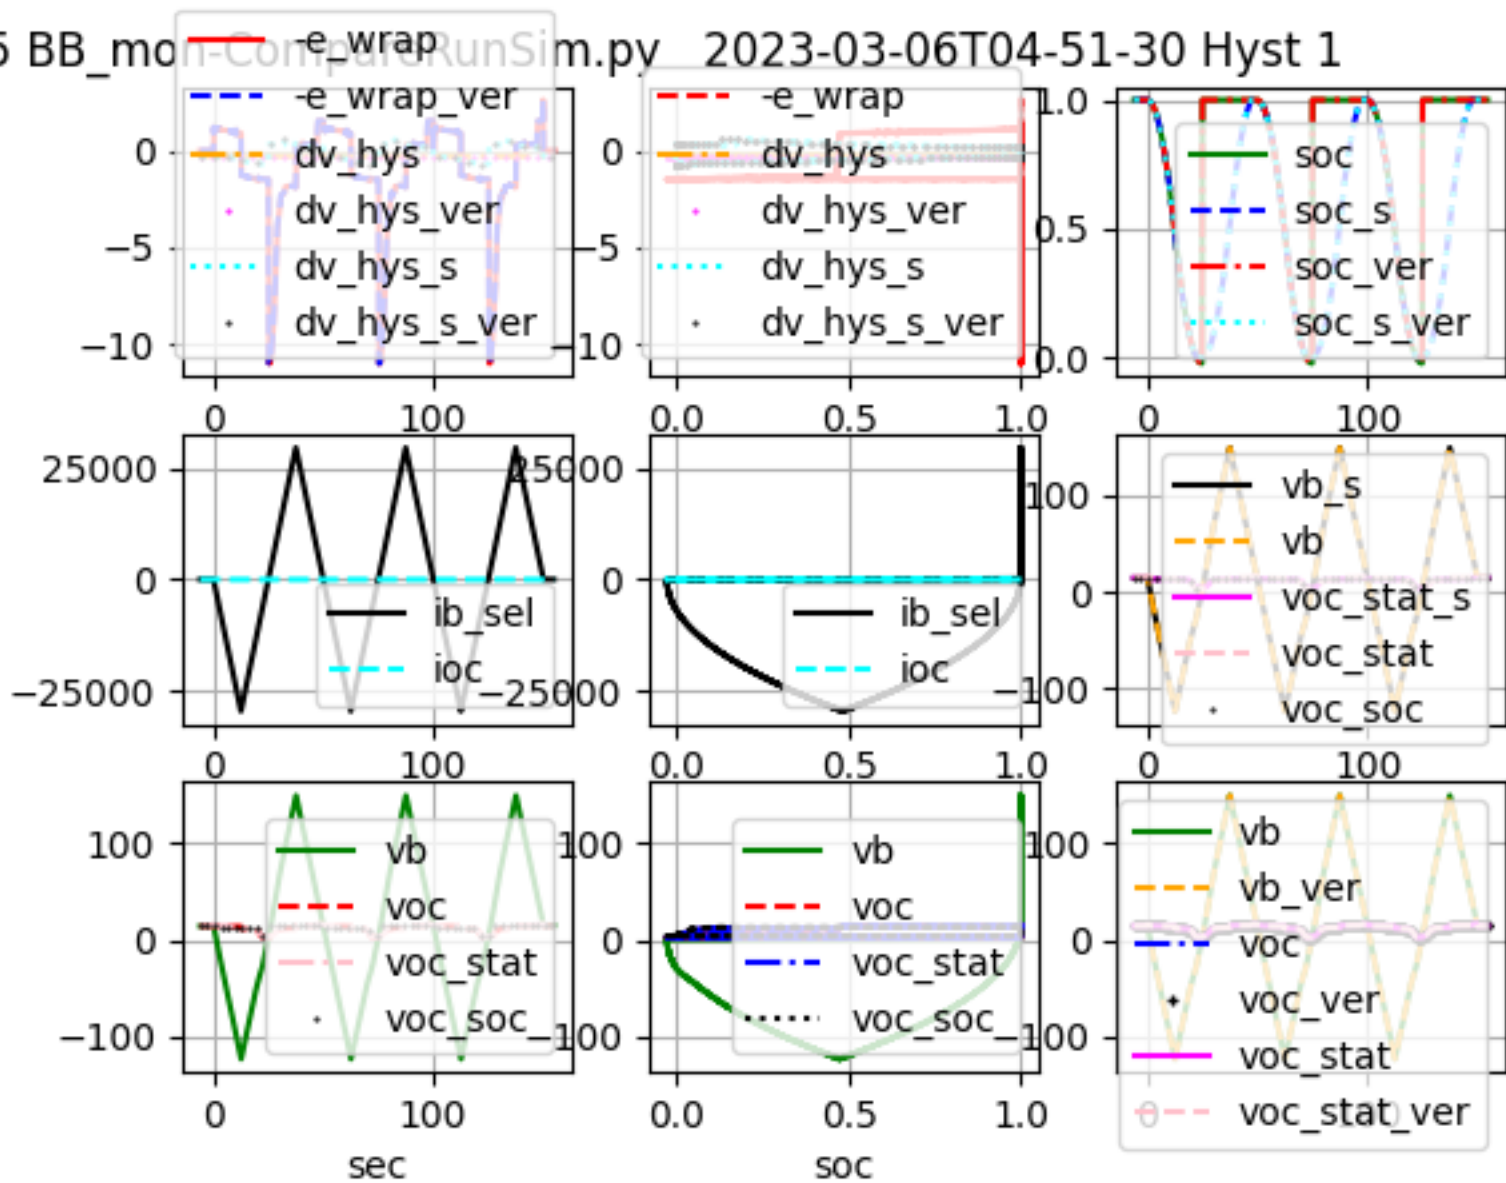 5 BB_mon-CompareRunSim.py 2023-03-06T04-51-30 Hyst 1
-e_wrap
-e_wrap_ver
dv_hys
dv_hys_ver
dv_hys_s
dv_hys_s_ver
0
−5
−10
0
100
-e_wrap
dv_hys
dv_hys_ver
dv_hys_s
dv_hys_s_ver
0
−5
−10
0.0
0.5
1.0
soc
soc_s
soc_ver
soc_s_ver
1.0
0.5
0.0
0
100
25000
0
−25000
ib_sel
ioc
0
100
25000
0
−25000
ib_sel
ioc
0.0
0.5
1.0
100
0
−100
vb_s
vb
voc_stat_s
voc_stat
voc_soc
0
100
100
0
−100
vb
voc
voc_stat
voc_soc
0
100
sec
100
0
−100
vb
voc
voc_stat
voc_soc
0.0
0.5
1.0
soc
100
0
−100
vb
vb_ver
voc
voc_ver
voc_stat
voc_stat_ver
0
100